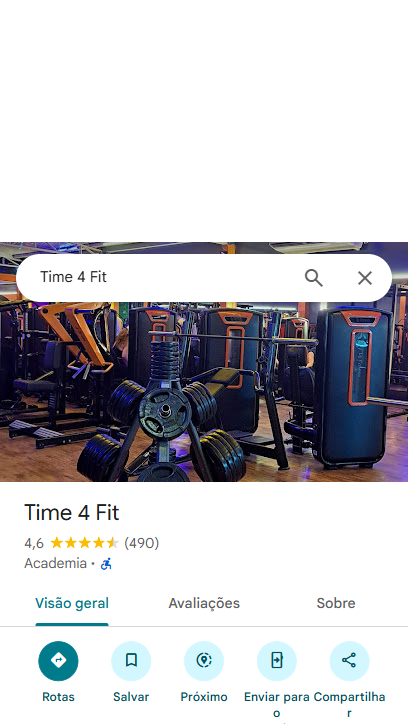 Time 4 Fit
Time 4 Fit
4,6 (490)
Academia ·
Visão geral Avaliações Sobre
Rotas Salvar Próximo Enviar para o Compartilhar